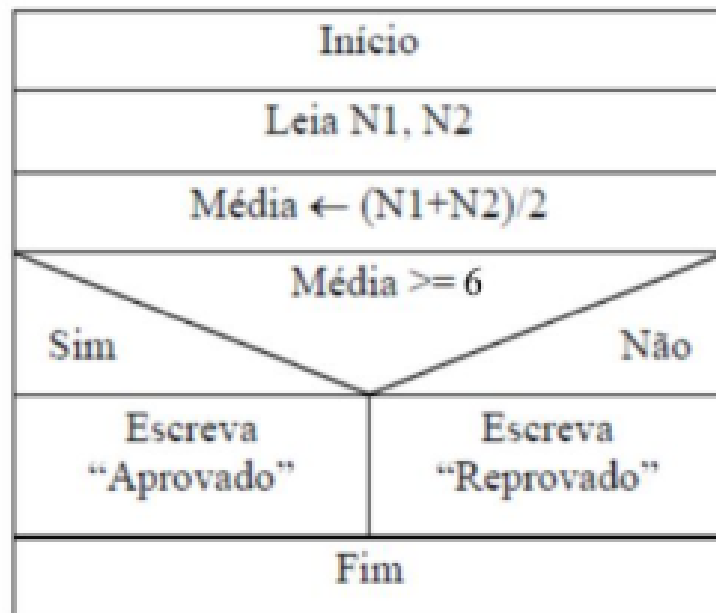 Início
Leia N1, N2
Média ← (N1+N2)/2
Média >= 6
Sim
Não
Escreva
“Aprovado”
Escreva
“Reprovado”
Fim